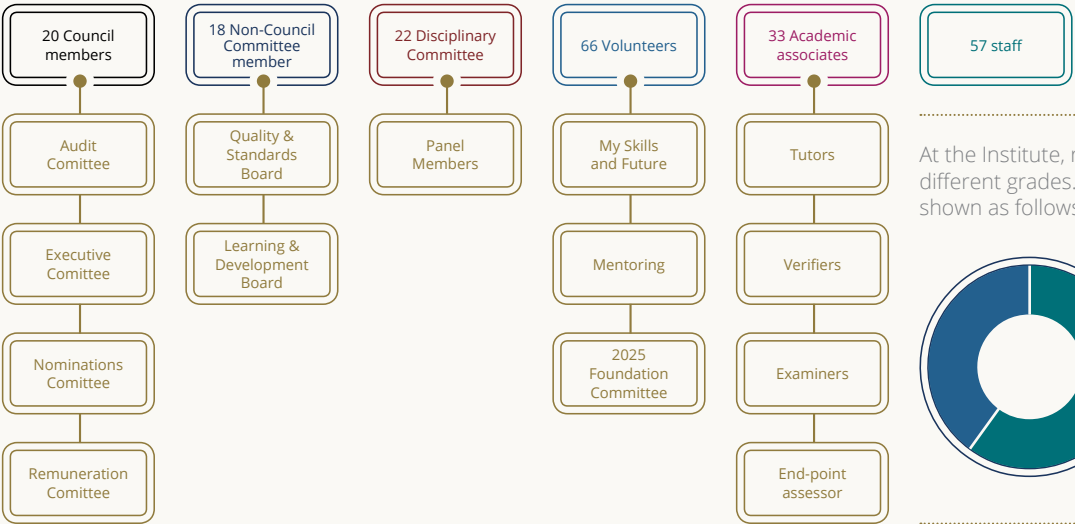 20 Council
members
Audit
Comittee
Executive
Comittee
Nominations
Comittee
Remuneration
Comittee
18 Non-Council
Committee
member
Quality &
Standards
Board
Learning &
Development
Board
22 Disciplinary
Committee
Panel
Members
66 Volunteers
My Skills
and Future
Mentoring
2025
Foundation
Committee
33 Academic
associates
Tutors
Verifiers
Examiners
End-point
assessor
57 staff
At the Institute,
different grades.
shown as follows